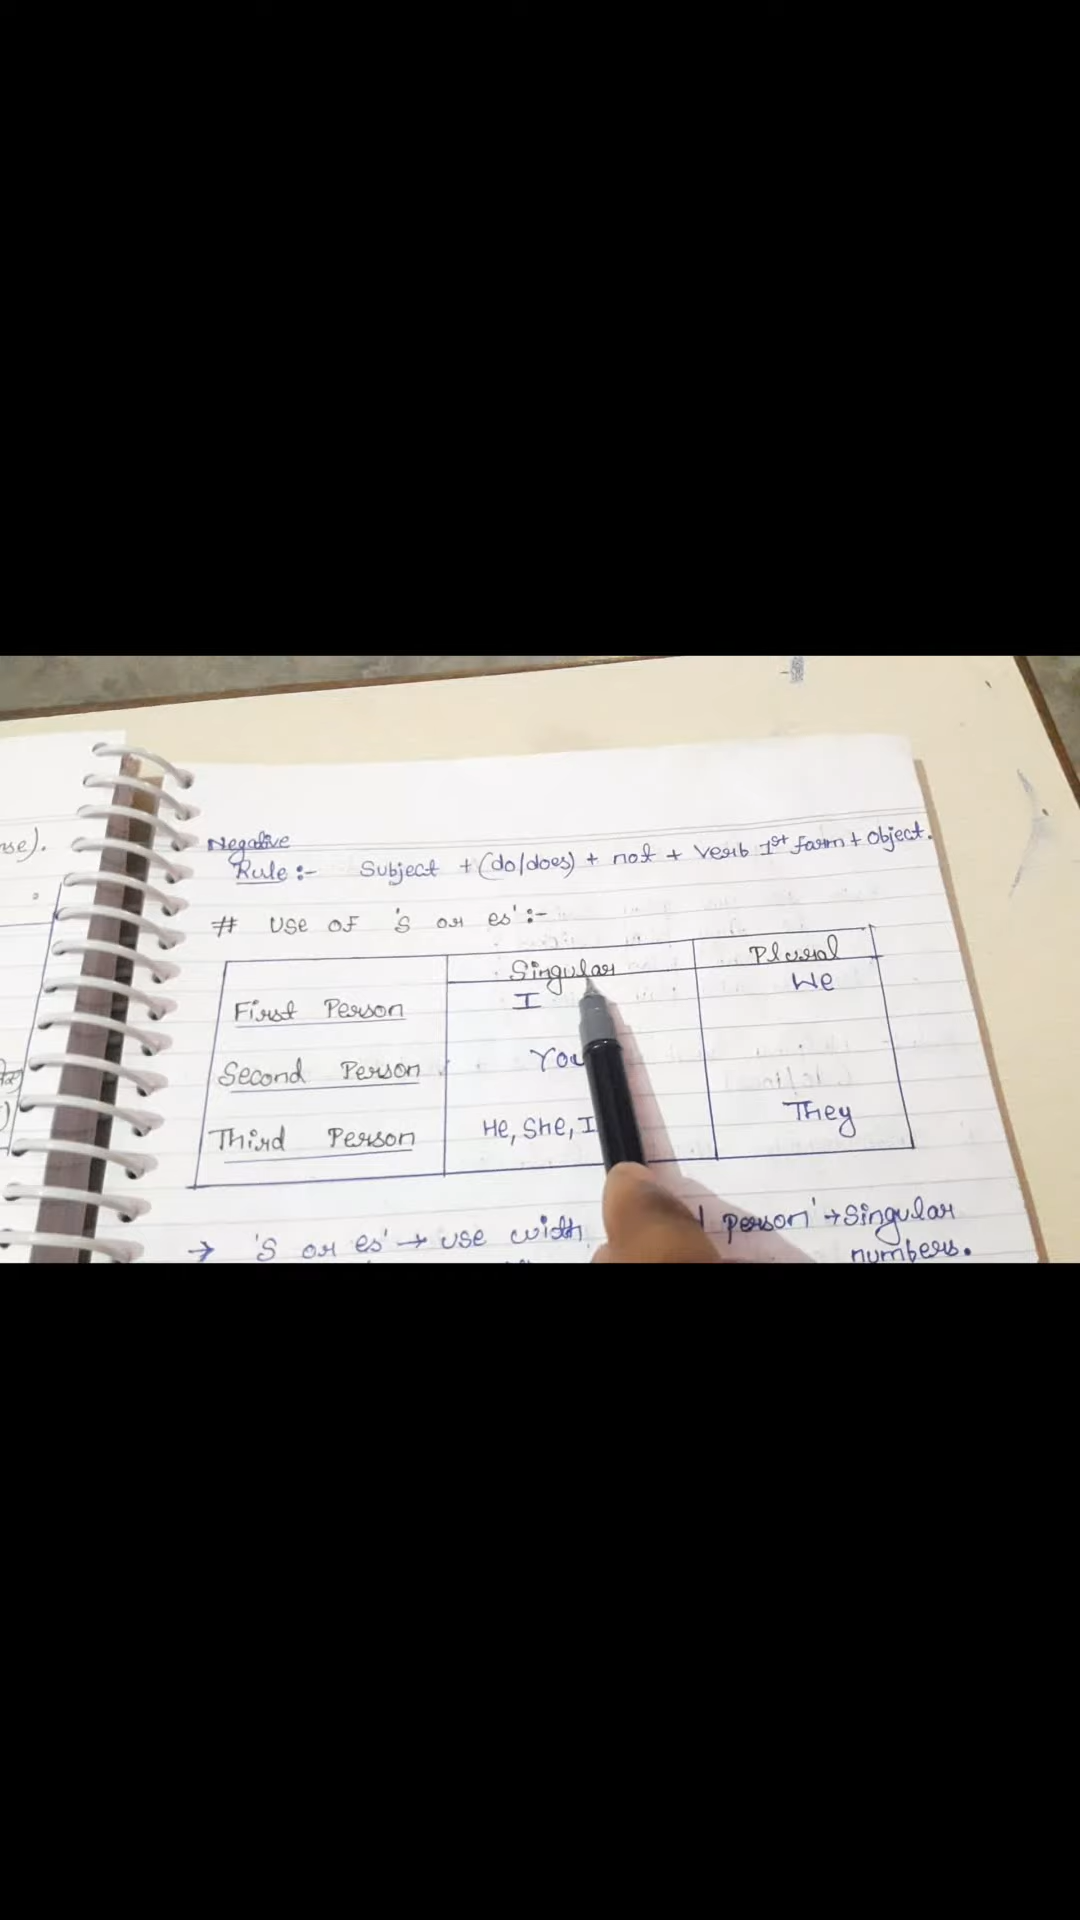 Negative
Rule :- Subject + (do/does) + not + Verb 1st form + Object.
# Use of 's or es' :-
Singular Plural
First Person I We
Second Person You
Third Person He, She, They
→ 's or es' → use with person' → Singular
numbers.